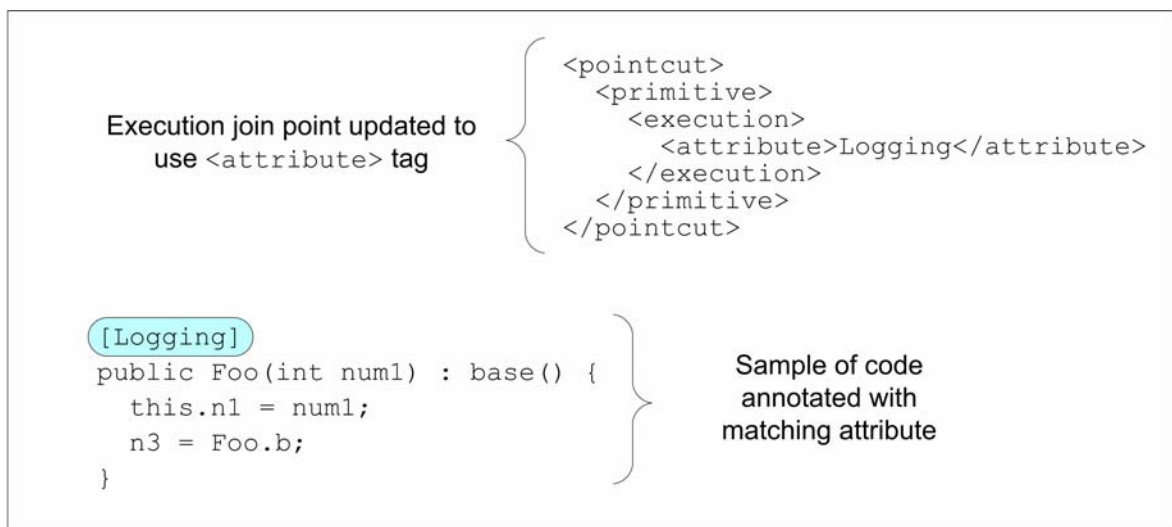 Execution join point updated to
use <attribute> tag
<pointcut>
  <primitive>
    <execution>
      <attribute>Logging</attribute>
    </execution>
  </primitive>
</pointcut>
[Logging]
public Foo(int num1) : base() {
  this.n1 = num1;
  n3 = Foo.b;
}
Sample of code
annotated with
matching attribute